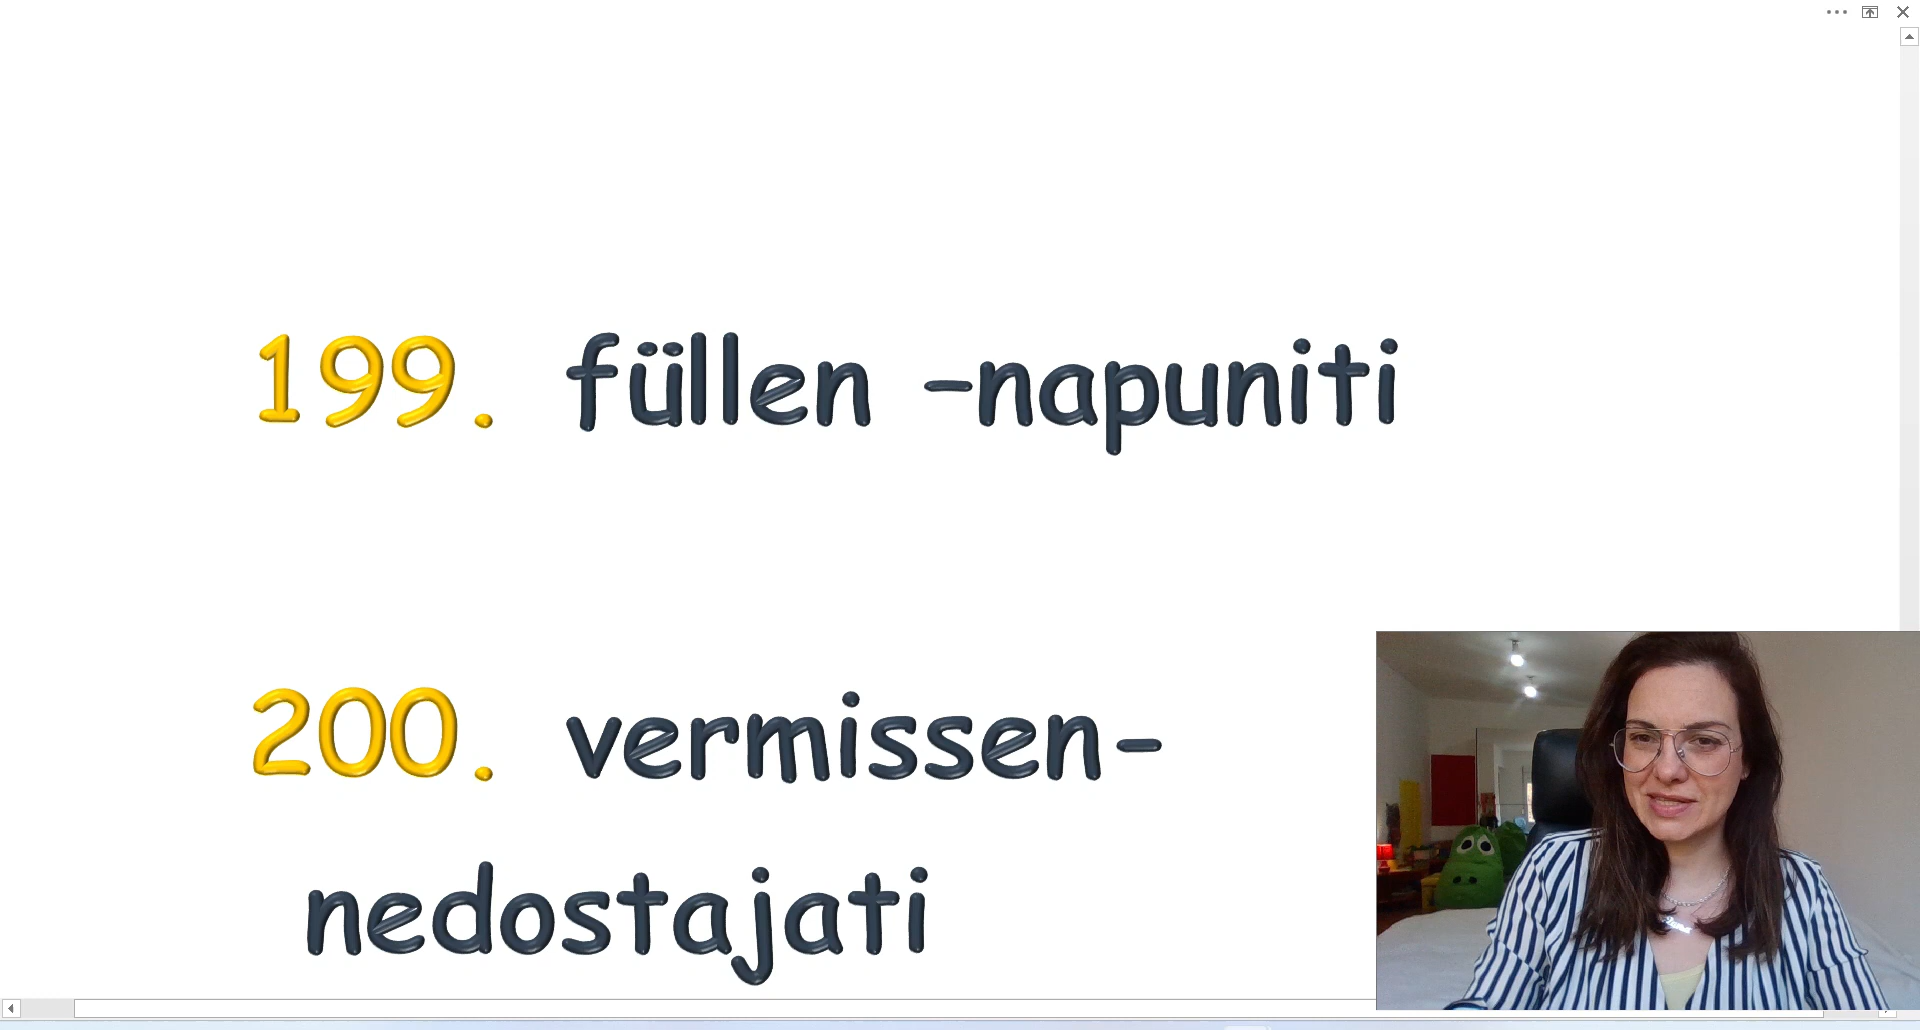 199. füllen -napuniti
200. vermissen-
nedostajati